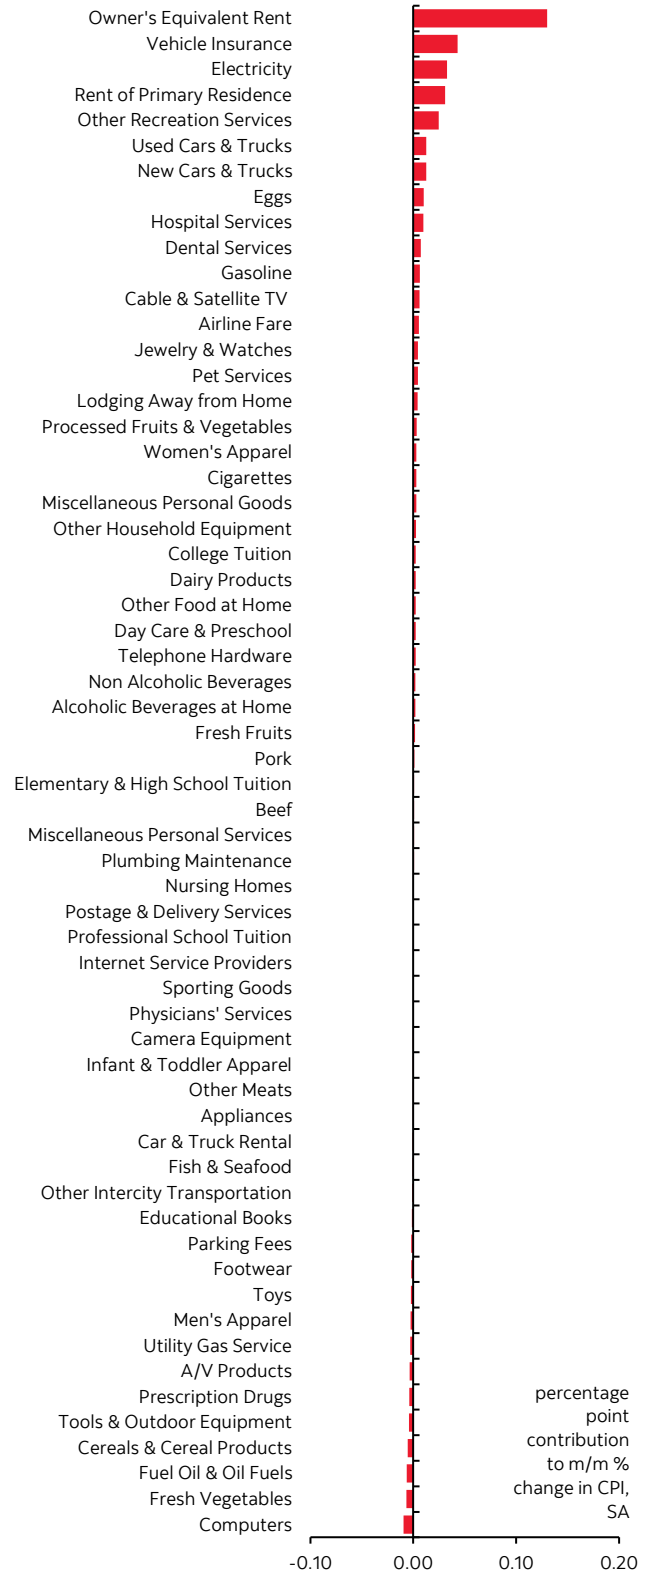 Owner's Equivalent Rent
Vehicle Insurance
Electricity
Rent of Primary Residence
Other Recreation Services
Used Cars & Trucks
New Cars & Trucks
Eggs
Hospital Services
Dental Services
Gasoline
Cable & Satellite TV
Airline Fare
Jewelry & Watches
Pet Services
Lodging Away from Home
Processed Fruits & Vegetables
Women's Apparel
Cigarettes
Miscellaneous Personal Goods
Other Household Equipment
College Tuition
Dairy Products
Other Food at Home
Day Care & Preschool
Telephone Hardware
Non Alcoholic Beverages
Alcoholic Beverages at Home
Fresh Fruits
Pork
Elementary & High School Tuition
Beef
Miscellaneous Personal Services
Plumbing Maintenance
Nursing Homes
Postage & Delivery Services
Professional School Tuition
Internet Service Providers
Sporting Goods
Physicians' Services
Camera Equipment
Infant & Toddler Apparel
Other Meats
Appliances
Car & Truck Rental
Fish & Seafood
Other Intercity Transportation
Educational Books
Parking Fees
Footwear
Toys
Men's Apparel
Utility Gas Service
A/V Products
Prescription Drugs
Tools & Outdoor Equipment
Cereals & Cereal Products
Fuel Oil & Oil Fuels
Fresh Vegetables
Computers
percentage
point
contribution
to m/m %
change in CPI,
SA
-0.10 0.00 0.10 0.20